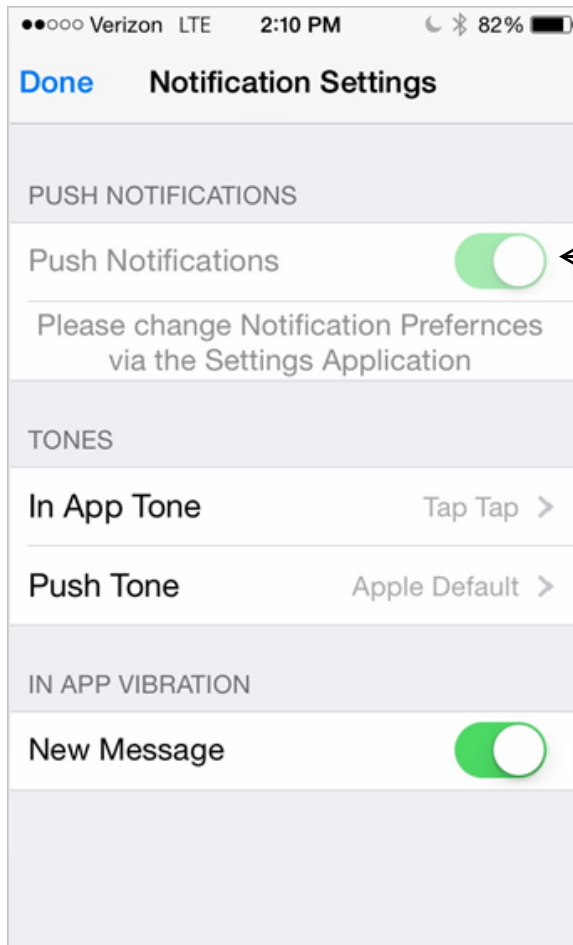 Verizon LTE 2:10 PM 82%
Done Notification Settings
PUSH NOTIFICATIONS
Push Notifications
Please change Notification Prefernces
via the Settings Application
TONES
In App Tone Tap Tap
Push Tone Apple Default
IN APP VIBRATION
New Message